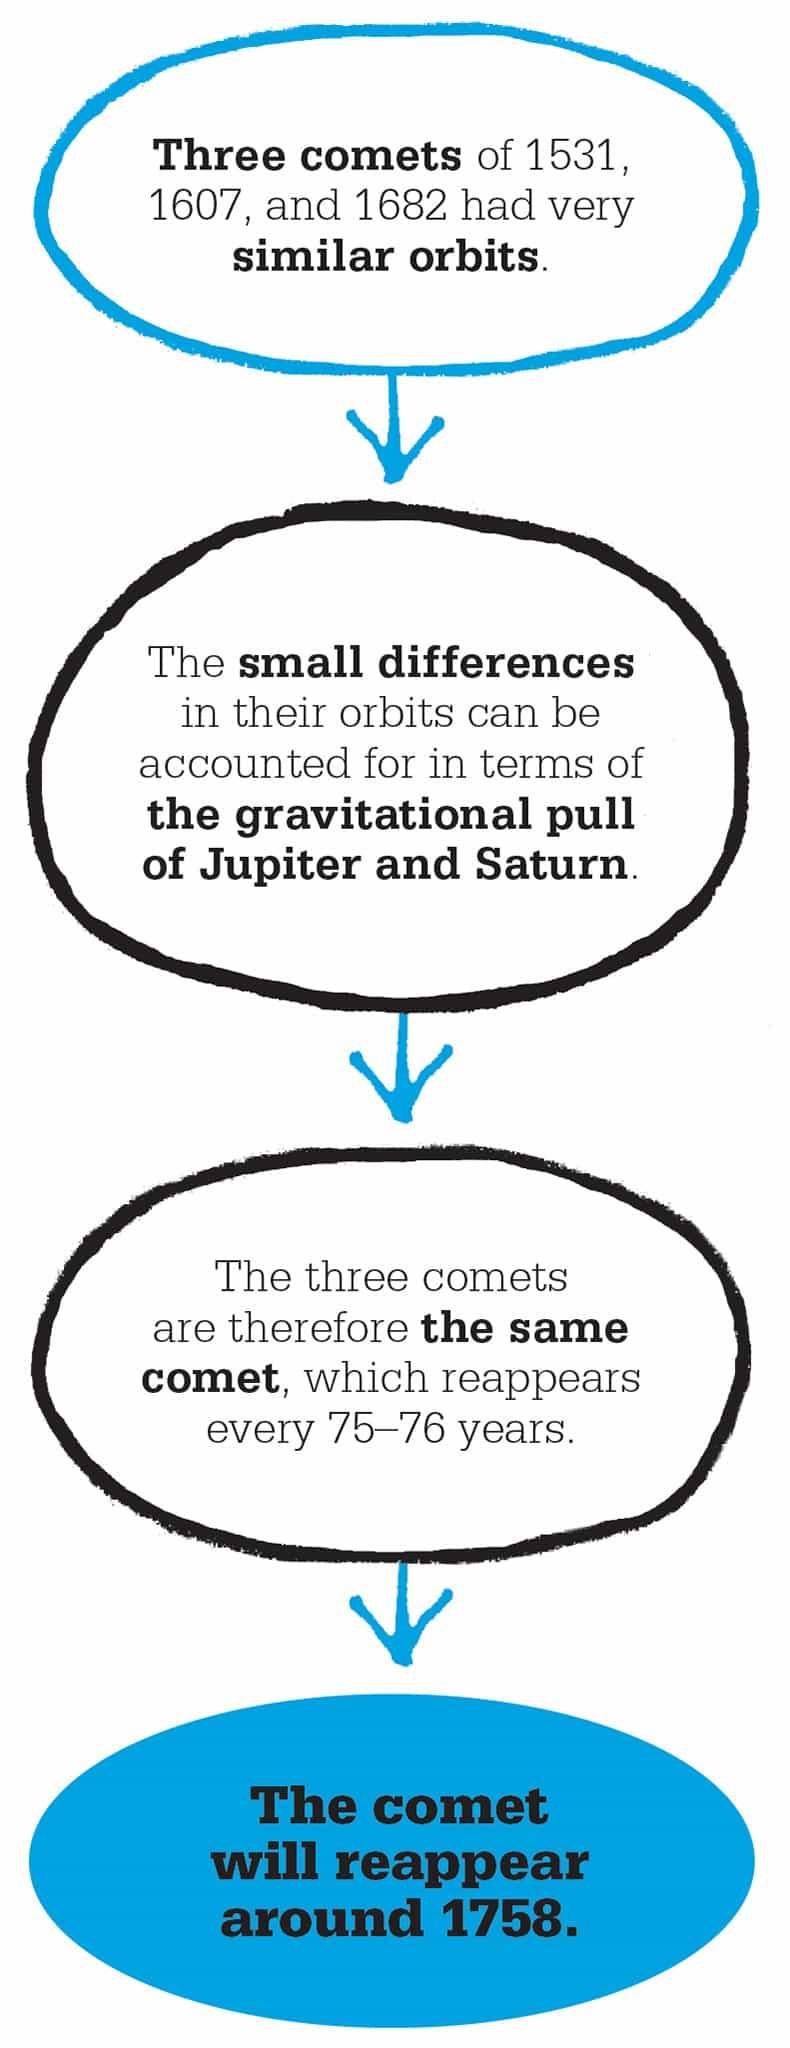 Three comets of 1531,
1607, and 1682 had very
similar orbits.
The small differences
in their orbits can be
accounted for in terms of
the gravitational pull
of Jupiter and Saturn.
The three comets
are therefore the same
comet, which reappears
every 75–76 years.
The comet
will reappear
around 1758.